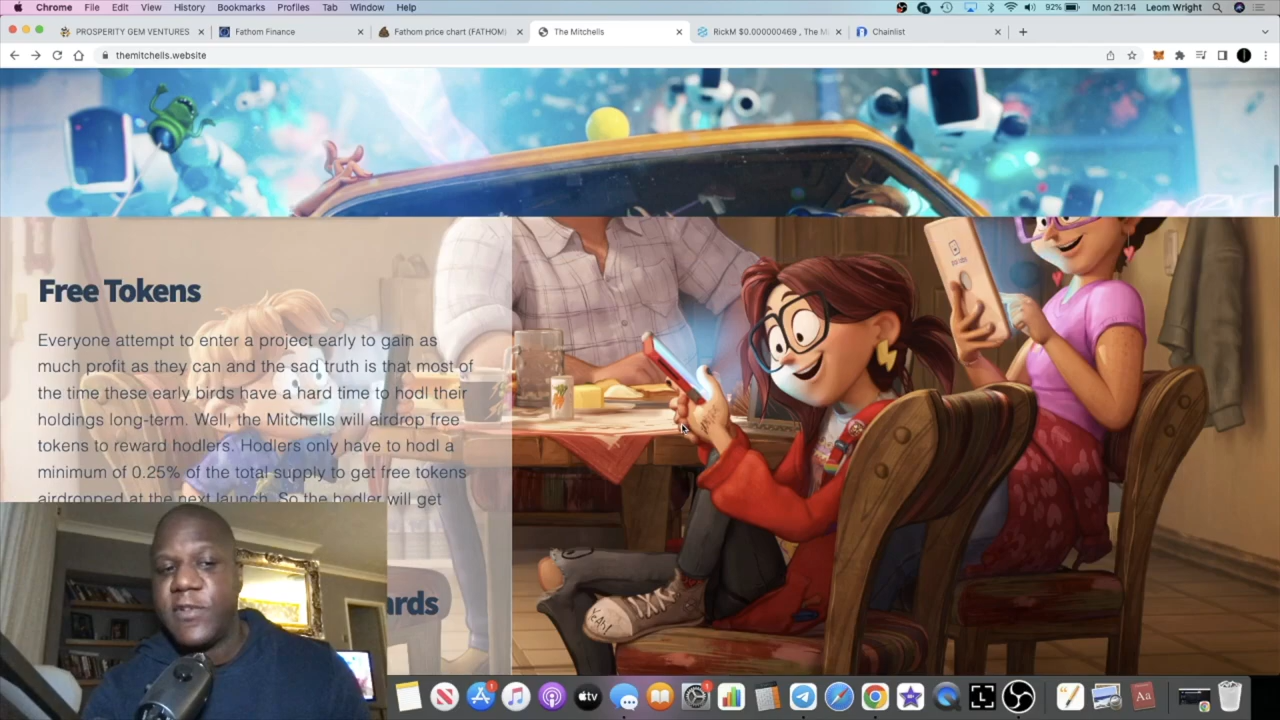 Chrome File Edit View History Bookmarks Profiles Tab Window Help 92% Mon 21:14 Leom Wright
PROSPERITY GEM VENTURES Fathom Finance Fathom price chart (FATHOM) The Mitchells RickM $0.000000469 , The M Chainlist
themitchells.website
Free Tokens
Everyone attempt to enter a project early to gain as
much profit as they can and the sad truth is that most of
the time these early birds have a hard time to hodl their
holdings long-term. Well, the Mitchells will airdrop free
tokens to reward hodlers. Hodlers only have to hodl a
minimum of 0.25% of the total supply to get free tokens
airdropped at the next launch. So the hodler will get
ards
YEAH!
tv
Aa